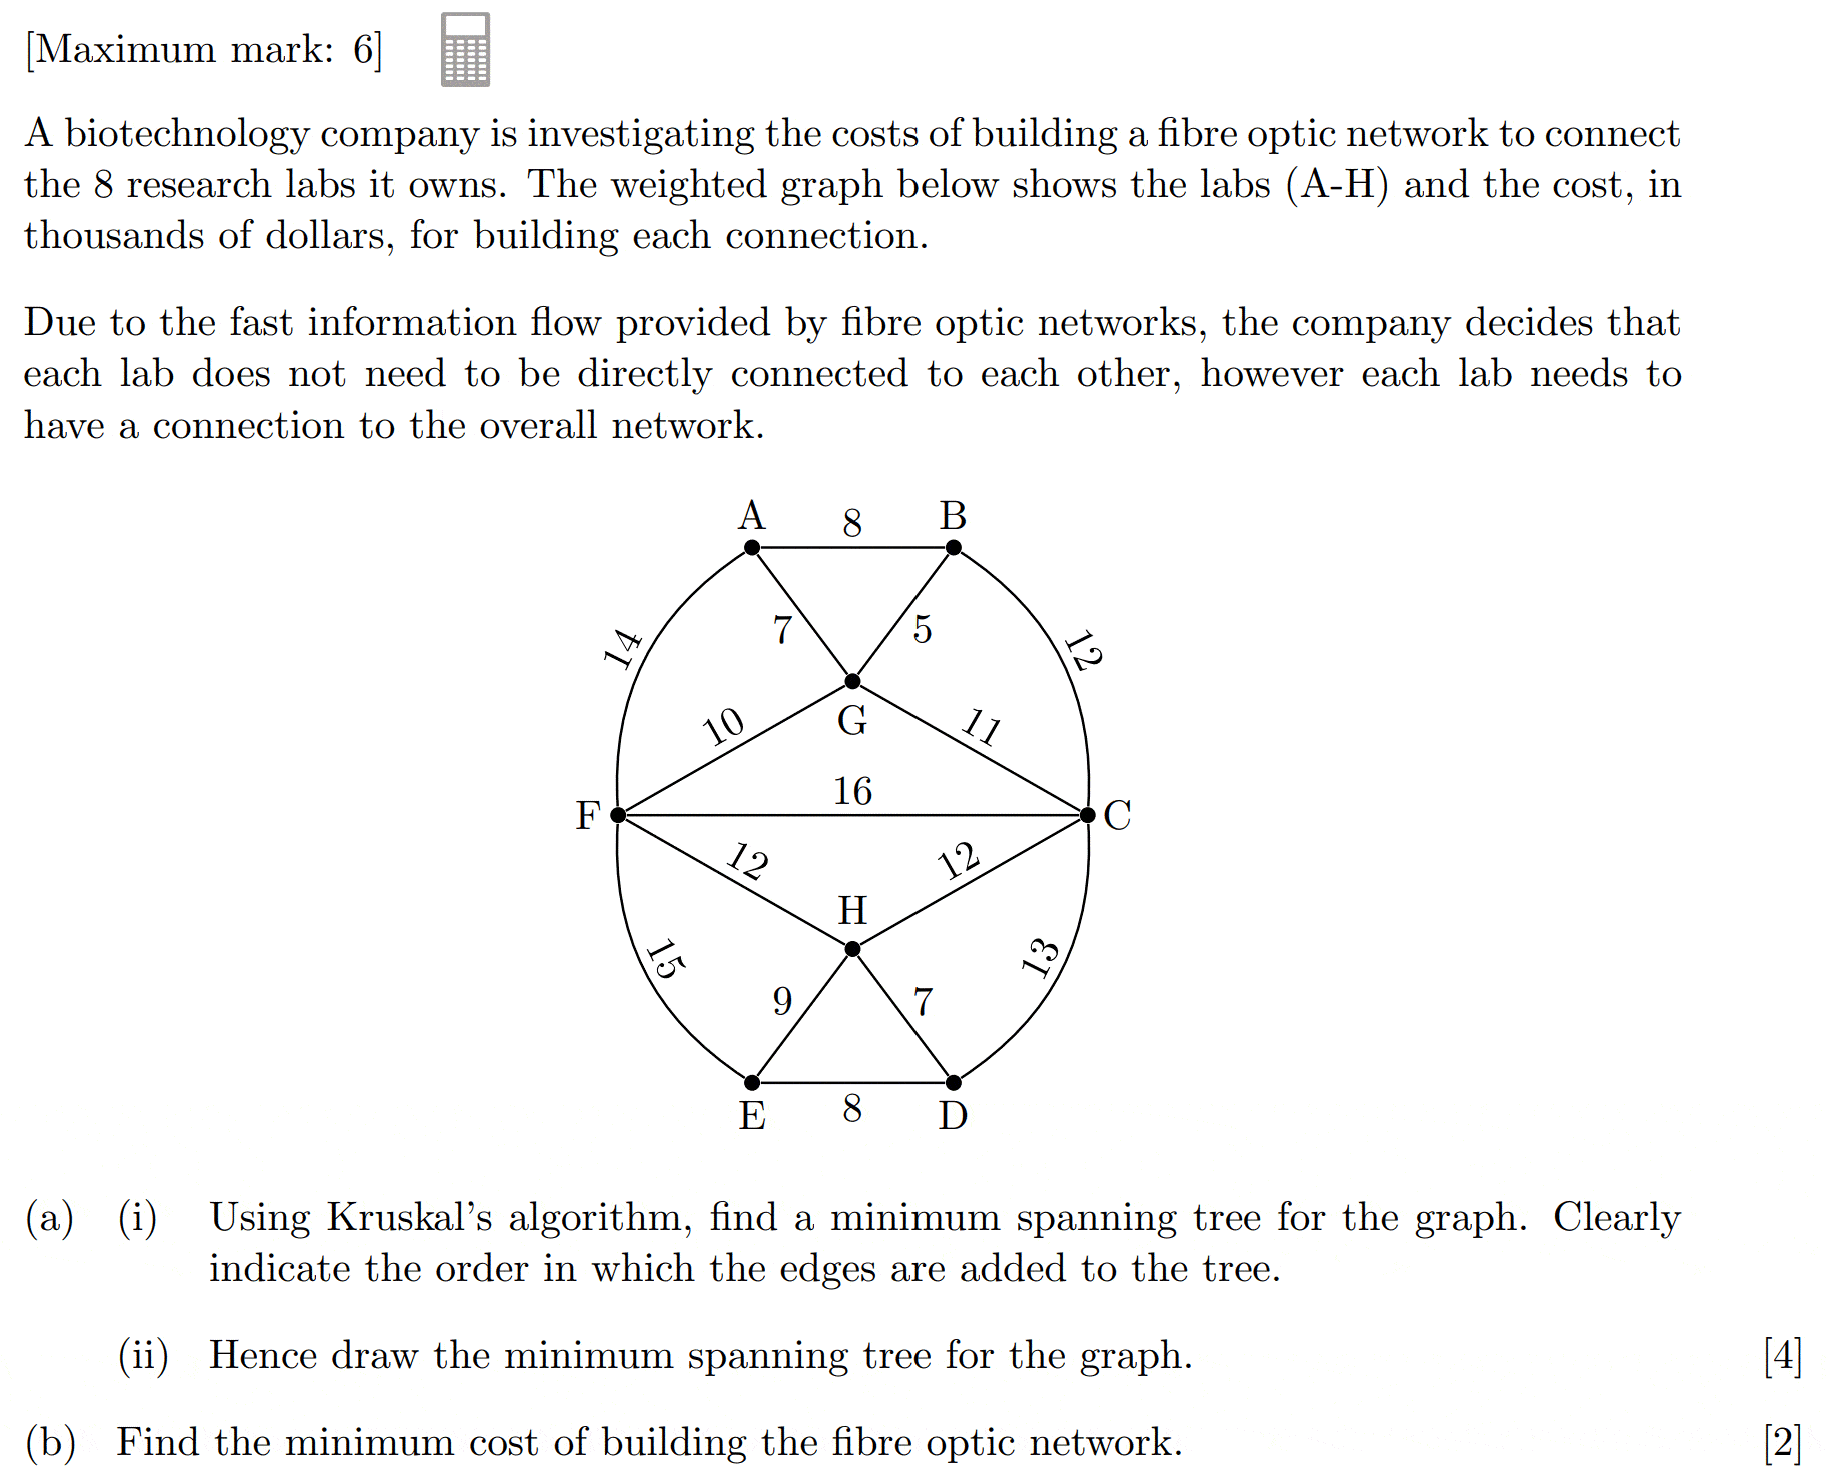 [Maximum mark: 6]
A biotechnology company is investigating the costs of building a fibre optic network to connect
the 8 research labs it owns. The weighted graph below shows the labs (A-H) and the cost, in
thousands of dollars, for building each connection.
Due to the fast information flow provided by fibre optic networks, the company decides that
each lab does not need to be directly connected to each other, however each lab needs to
have a connection to the overall network.
A 8 B
14 7 5 12
10 G 11
16
F C
12 12
H
15 9 7 13
E 8 D
(a) (i) Using Kruskal's algorithm, find a minimum spanning tree for the graph. Clearly
indicate the order in which the edges are added to the tree.
(ii) Hence draw the minimum spanning tree for the graph. [4]
(b) Find the minimum cost of building the fibre optic network. [2]